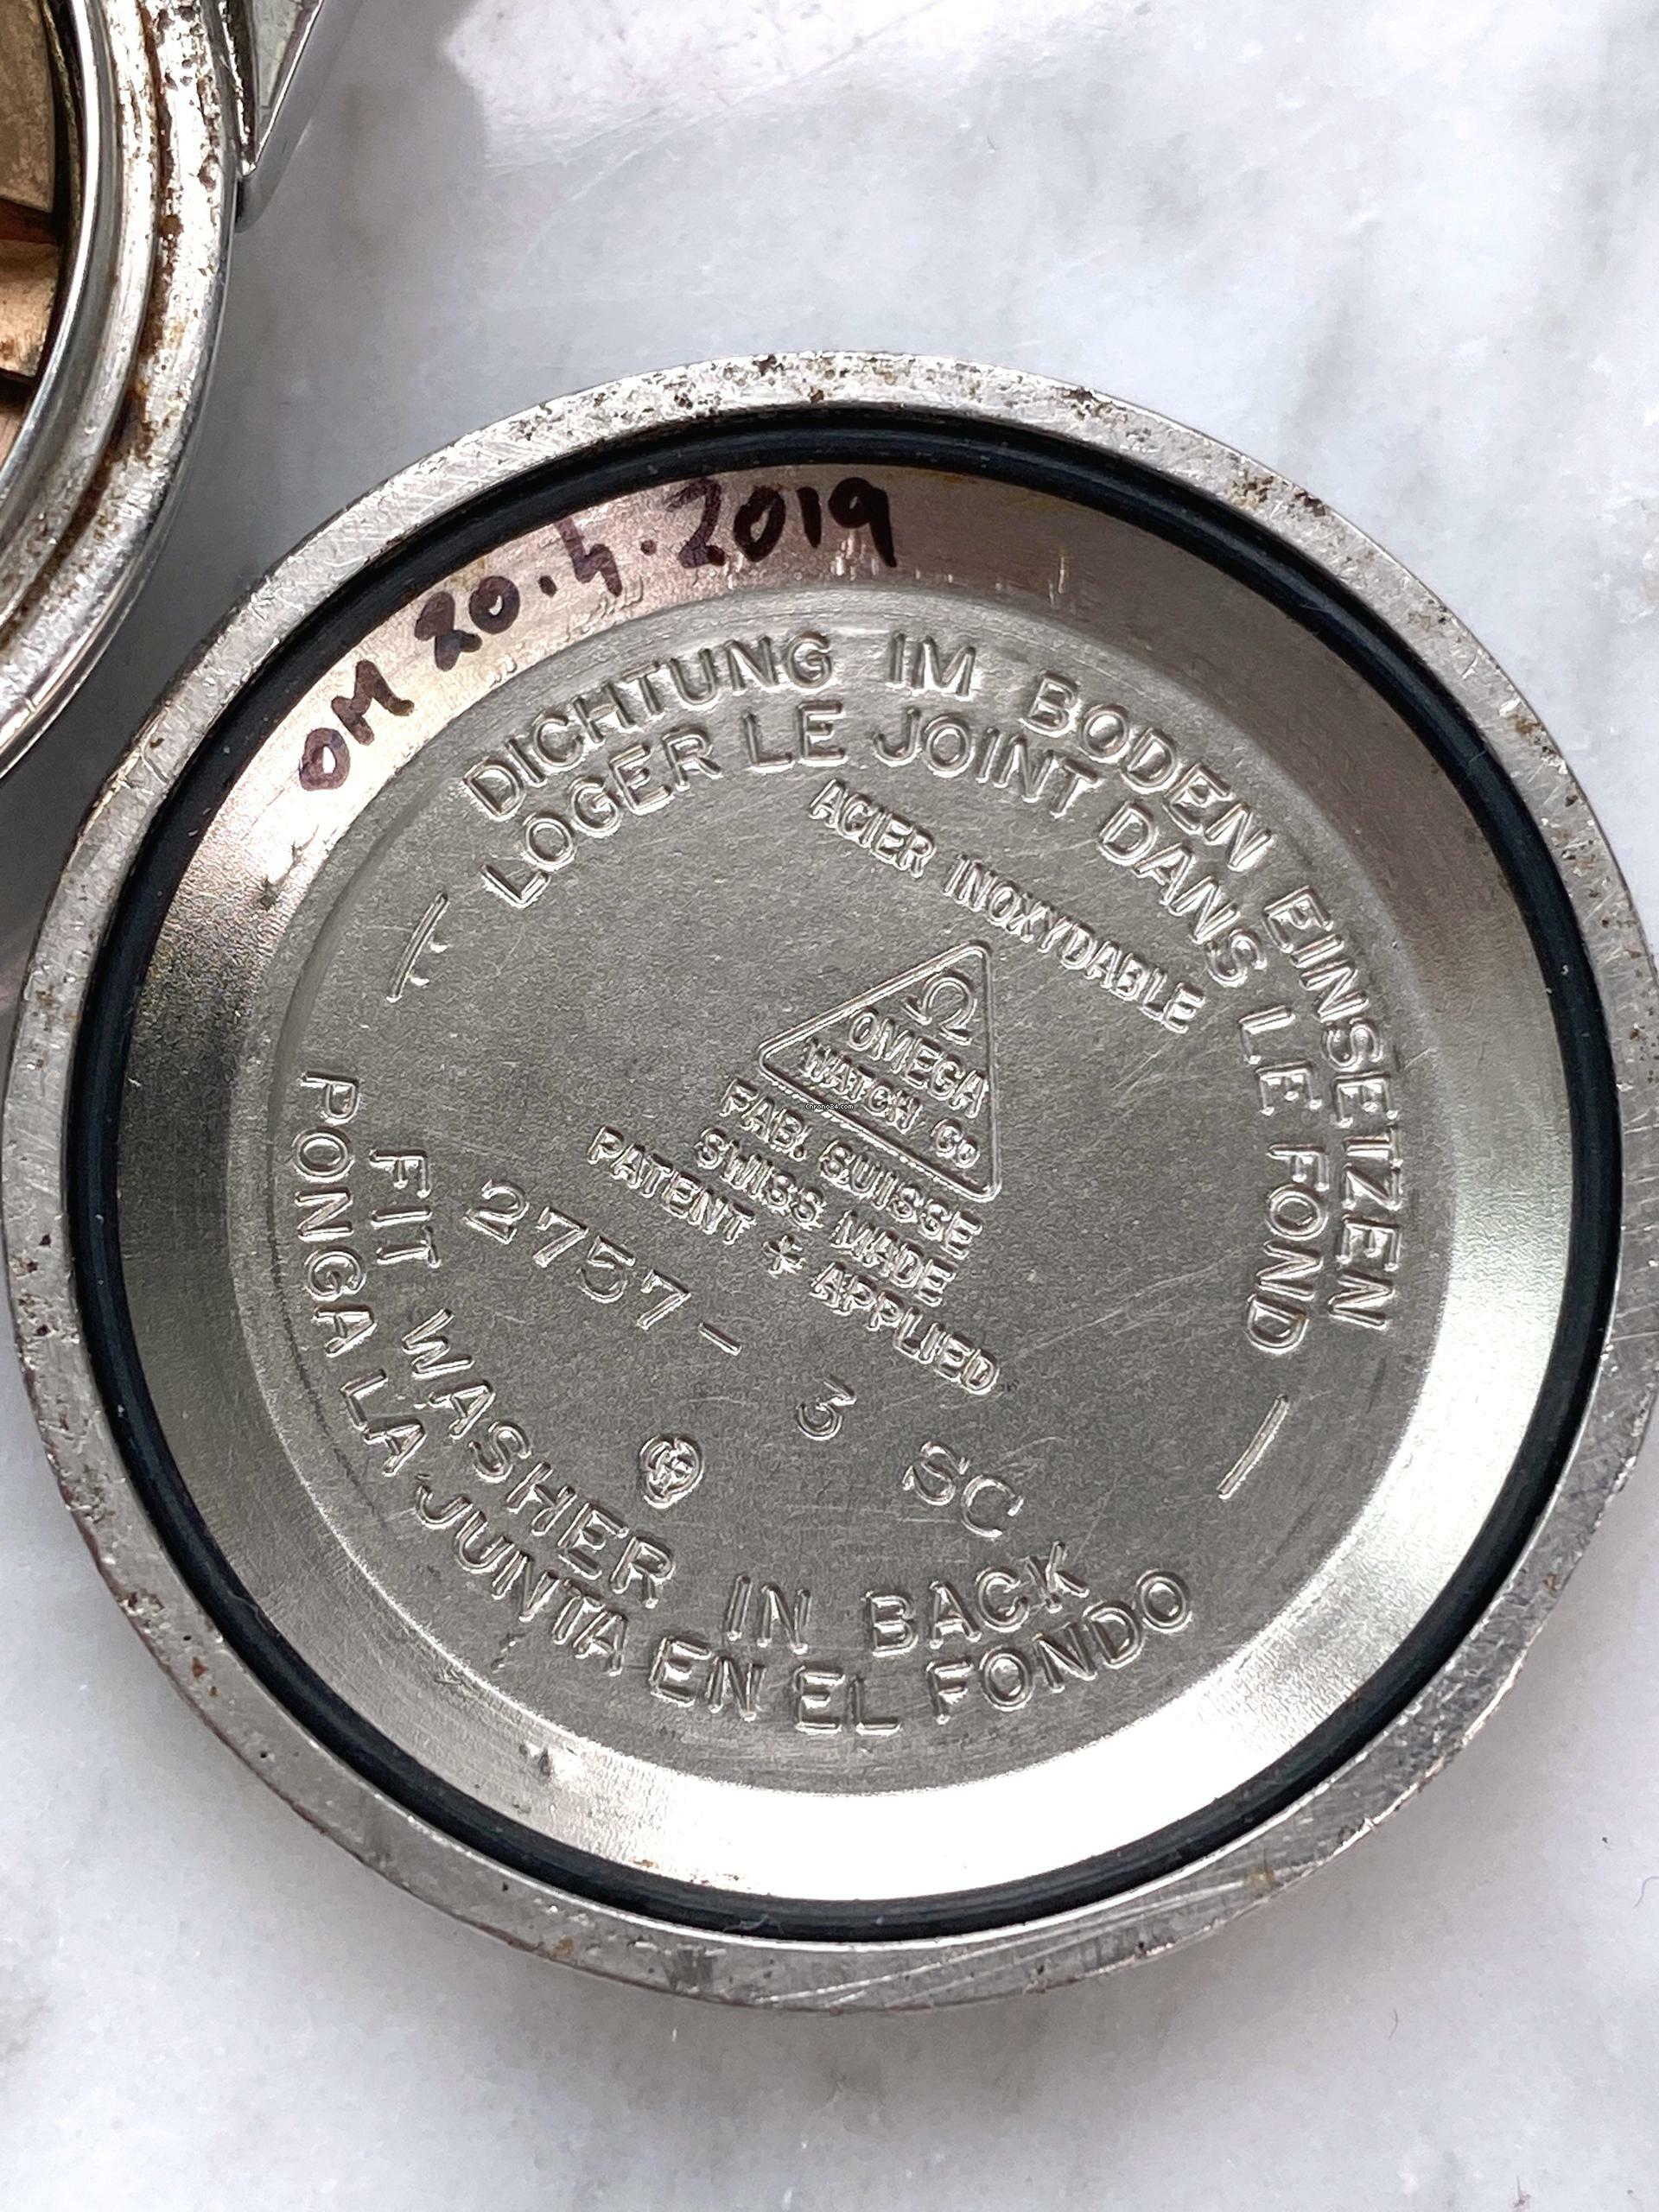 OM 20.4.2019
DICHTUNG IM BODEN EINSETZEN
LOGER LE JOINT DANS LE FOND
ACIER INOXYDABLE
Ω
OMEGA
WATCH Co
Chrono24.com
FAB. SUISSE
SWISS MADE
PATENT + APPLIED
2757-3 SC
FIT WASHER IN BACK
PONGA LA JUNTA EN EL FONDO